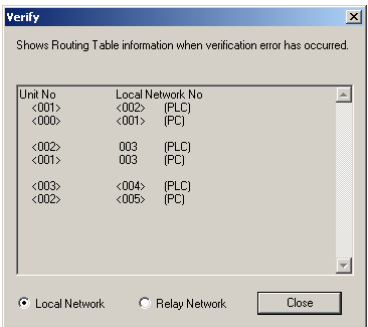 Verify
Shows Routing Table information when verification error has occurred.
Unit No Local Network No
<001> <002> (PLC)
<000> <001> (PC)
<002> 003 (PLC)
<001> 003 (PC)
<003> <004> (PLC)
<002> <005> (PC)
Local Network Relay Network Close